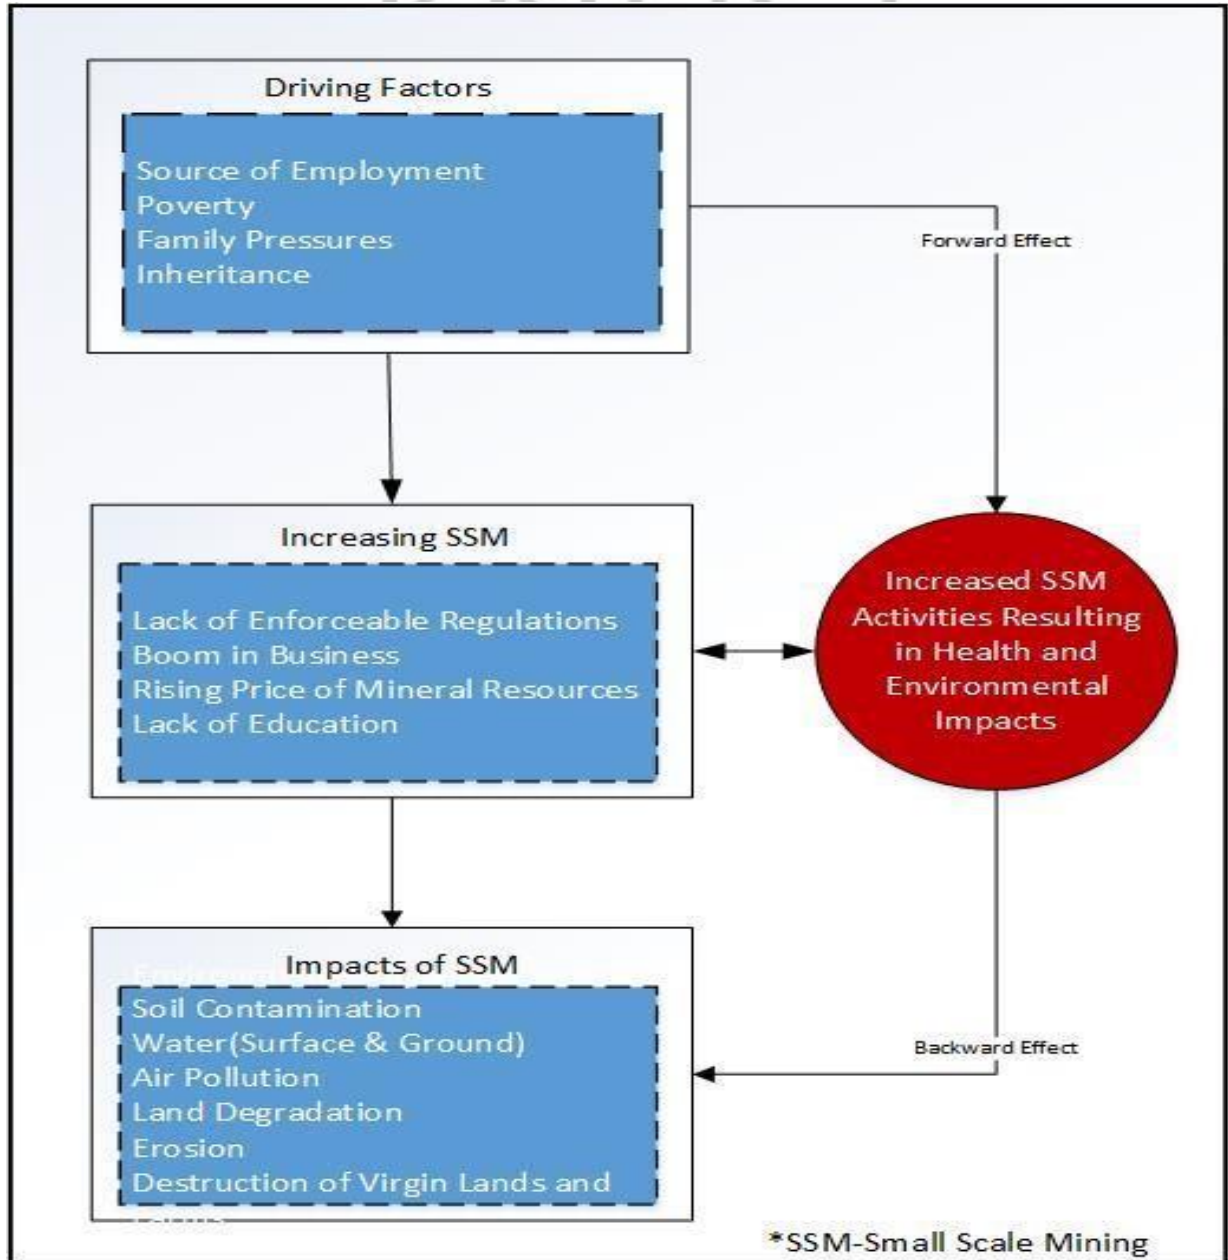 Driving Factors
Source of Employment
Poverty
Family Pressures
Inheritance
Forward Effect
Increasing SSM
Lack of Enforceable Regulations
Boom in Business
Rising Price of Mineral Resources
Lack of Education
Increased SSM
Activities Resulting
in Health and
Environmental
Impacts
Impacts of SSM
Soil Contamination
Water(Surface & Ground)
Air Pollution
Land Degradation
Erosion
Destruction of Virgin Lands and
Backward Effect
*SSM-Small Scale Mining